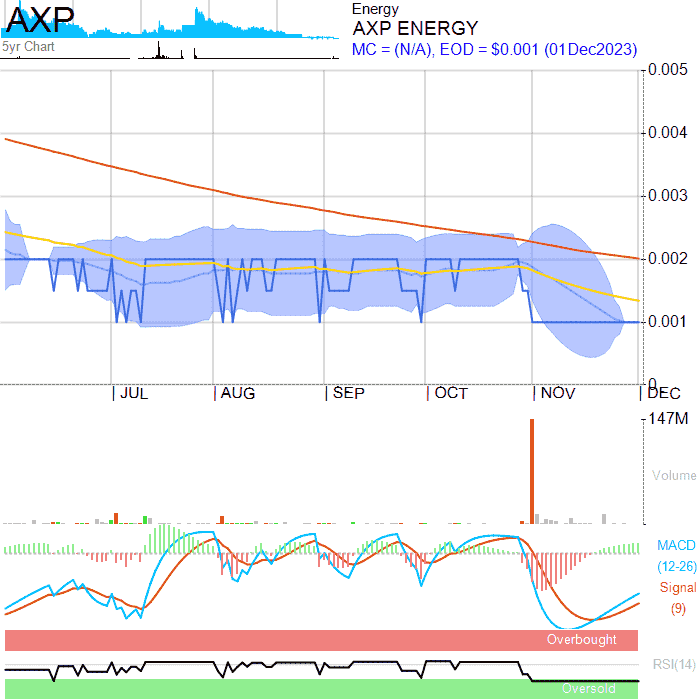 AXP
5yr Chart
Energy
AXP ENERGY
MC = (N/A), EOD = $0.001 (01Dec2023)
0.005
0.004
0.003
0.002
0.001
0
JUL AUG SEP OCT NOV DEC
147M
Volume
MACD
(12-26)
Signal
(9)
Overbought
RSI(14)
Oversold